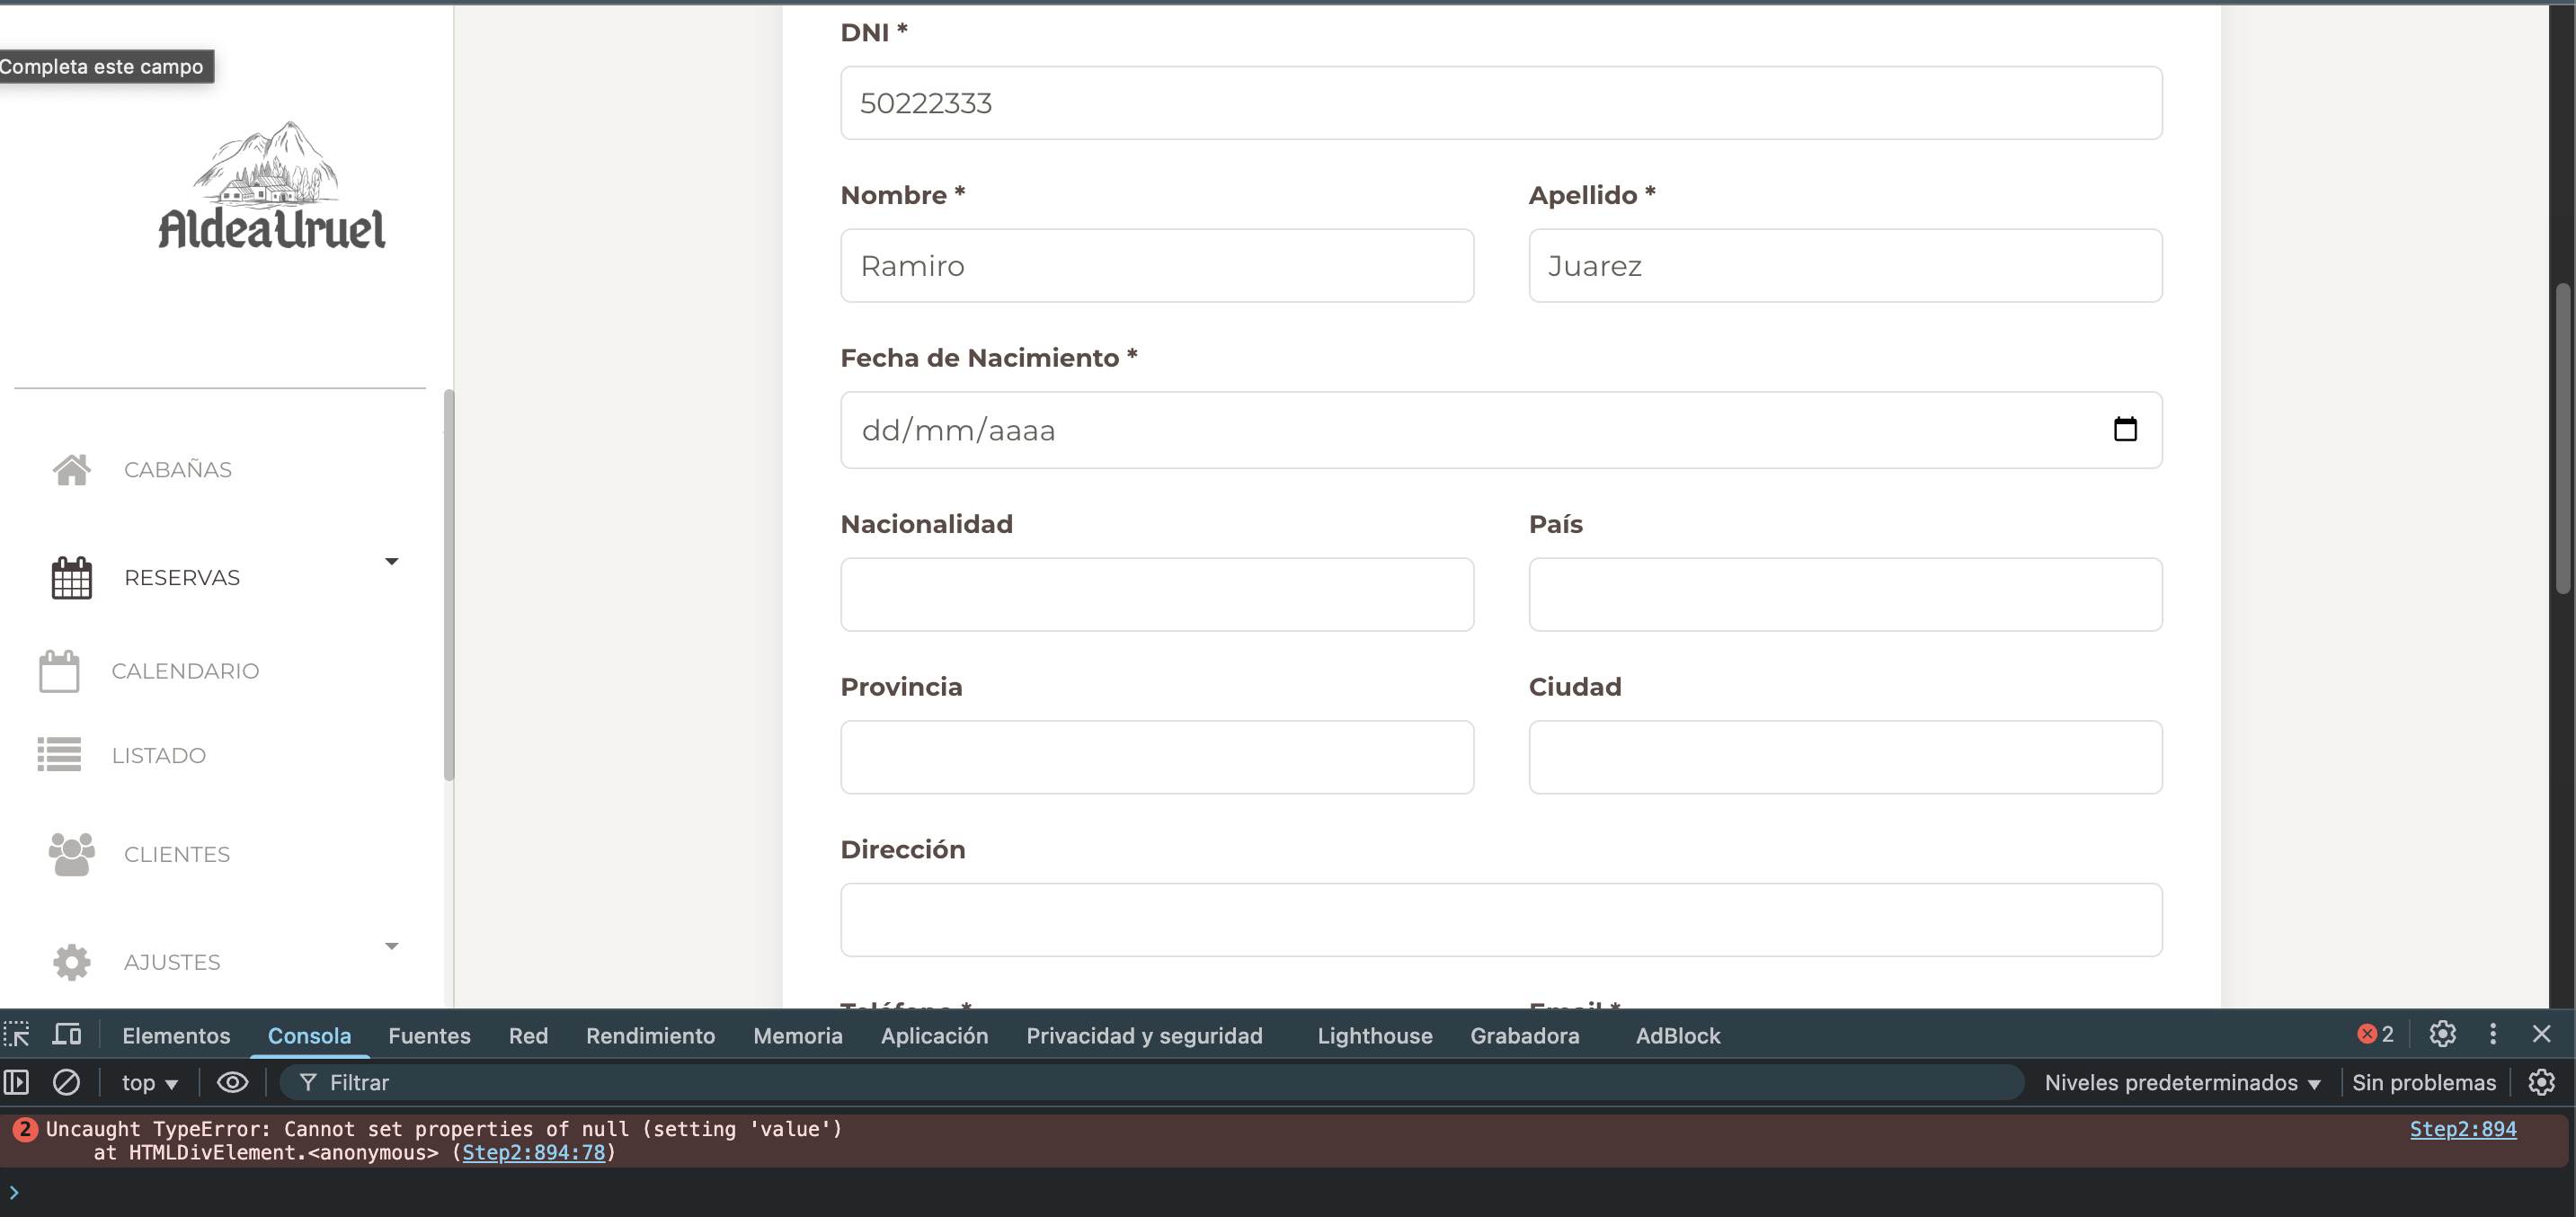 Completa este campo
AldeaUruel
CABAÑAS
RESERVAS
CALENDARIO
LISTADO
CLIENTES
AJUSTES
DNI *
50222333
Nombre *
Apellido *
Ramiro
Juarez
Fecha de Nacimiento *
dd/mm/aaaa
Nacionalidad
País
Provincia
Ciudad
Dirección
Teléfono *
Email *
Elementos Consola Fuentes Red Rendimiento Memoria Aplicación Privacidad y seguridad Lighthouse Grabadora AdBlock 2
top Filtrar Niveles predeterminados Sin problemas
2 Uncaught TypeError: Cannot set properties of null (setting 'value') Step2:894
at HTMLDivElement.<anonymous> (Step2:894:78)